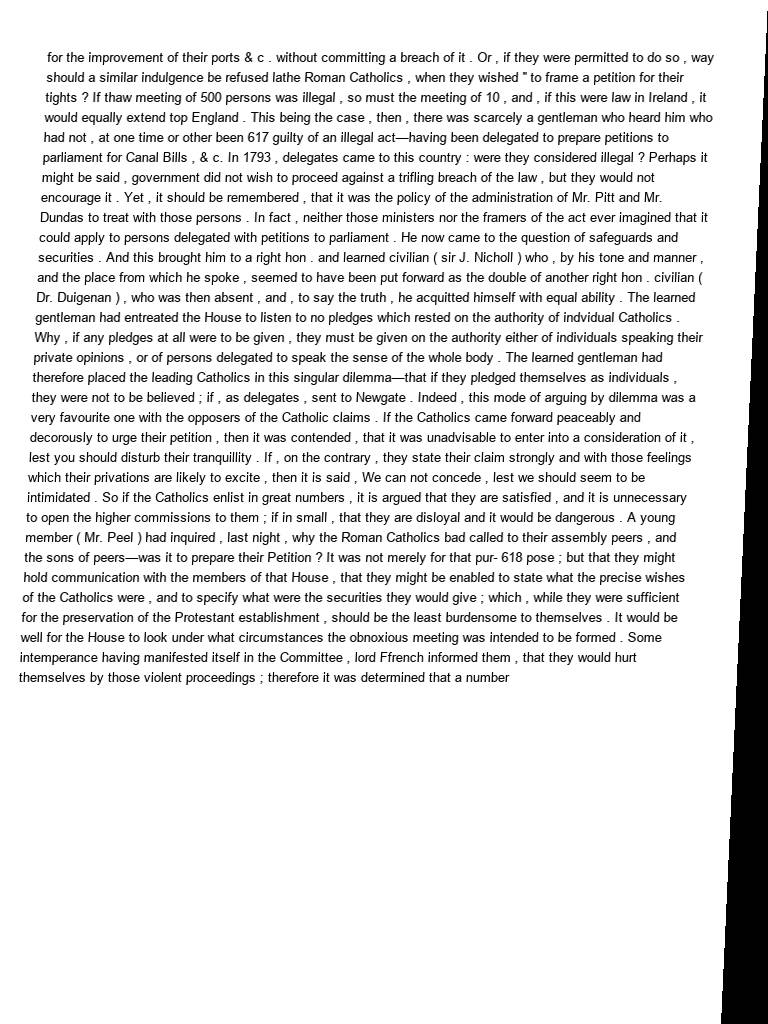 for the improvement of their ports & c . without committing a breach of it . Or , if they were permitted to do so , way
should a similar indulgence be refused lathe Roman Catholics , when they wished " to frame a petition for their
tights ? If thaw meeting of 500 persons was illegal , so must the meeting of 10 , and , if this were law in Ireland , it
would equally extend top England . This being the case , then , there was scarcely a gentleman who heard him who
had not , at one time or other been 617 guilty of an illegal act—having been delegated to prepare petitions to
parliament for Canal Bills , & c. In 1793 , delegates came to this country : were they considered illegal ? Perhaps it
might be said , government did not wish to proceed against a trifling breach of the law , but they would not
encourage it . Yet , it should be remembered , that it was the policy of the administration of Mr. Pitt and Mr.
Dundas to treat with those persons . In fact , neither those ministers nor the framers of the act ever imagined that it
could apply to persons delegated with petitions to parliament . He now came to the question of safeguards and
securities . And this brought him to a right hon . and learned civilian ( sir J. Nicholl ) who , by his tone and manner ,
and the place from which he spoke , seemed to have been put forward as the double of another right hon . civilian (
Dr. Duigenan ) , who was then absent , and , to say the truth , he acquitted himself with equal ability . The learned
gentleman had entreated the House to listen to no pledges which rested on the authority of indvidual Catholics .
Why , if any pledges at all were to be given , they must be given on the authority either of individuals speaking their
private opinions , or of persons delegated to speak the sense of the whole body . The learned gentleman had
therefore placed the leading Catholics in this singular dilemma—that if they pledged themselves as individuals ,
they were not to be believed ; if , as delegates , sent to Newgate . Indeed , this mode of arguing by dilemma was a
very favourite one with the opposers of the Catholic claims . If the Catholics came forward peaceably and
decorously to urge their petition , then it was contended , that it was unadvisable to enter into a consideration of it ,
lest you should disturb their tranquillity . If , on the contrary , they state their claim strongly and with those feelings
which their privations are likely to excite , then it is said , We can not concede , lest we should seem to be
intimidated . So if the Catholics enlist in great numbers , it is argued that they are satisfied , and it is unnecessary
to open the higher commissions to them ; if in small , that they are disloyal and it would be dangerous . A young
member ( Mr. Peel ) had inquired , last night , why the Roman Catholics bad called to their assembly peers , and
the sons of peers—was it to prepare their Petition ? It was not merely for that pur- 618 pose ; but that they might
hold communication with the members of that House , that they might be enabled to state what the precise wishes
of the Catholics were , and to specify what were the securities they would give ; which , while they were sufficient
for the preservation of the Protestant establishment , should be the least burdensome to themselves . It would be
well for the House to look under what circumstances the obnoxious meeting was intended to be formed . Some
intemperance having manifested itself in the Committee , lord Ffrench informed them , that they would hurt
themselves by those violent proceedings ; therefore it was determined that a number